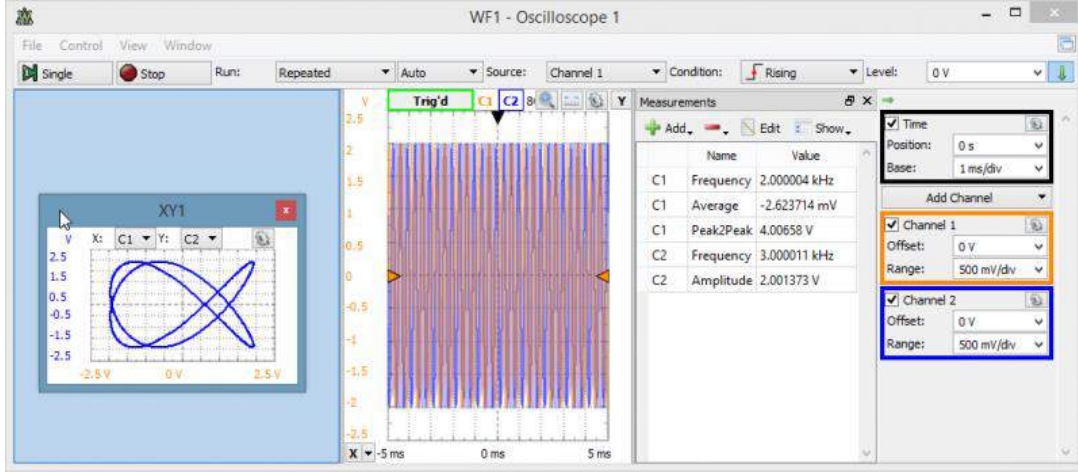 WF1 - Oscilloscope 1
File Control View Window
Single Stop Run: Repeated Auto Source: Channel 1 Condition: Rising Level: 0 V
V Trig'd C1 C2 Y
2.5
2
1.5
1
0.5
0
-0.5
-1
-1.5
-2
-2.5
X -5 ms 0 ms 5 ms
XY1
V X: C1 Y: C2
2.5
1.5
0.5
-0.5
-1.5
-2.5
-2.5 V 0 V 2.5 V
Measurements
Add Edit Show
Name Value
C1 Frequency 2.000004 kHz
C1 Average -2.623714 mV
C1 Peak2Peak 4.00658 V
C2 Frequency 3.000011 kHz
C2 Amplitude 2.001373 V
Time
Position: 0 s
Base: 1 ms/div
Add Channel
Channel 1
Offset: 0 V
Range: 500 mV/div
Channel 2
Offset: 0 V
Range: 500 mV/div